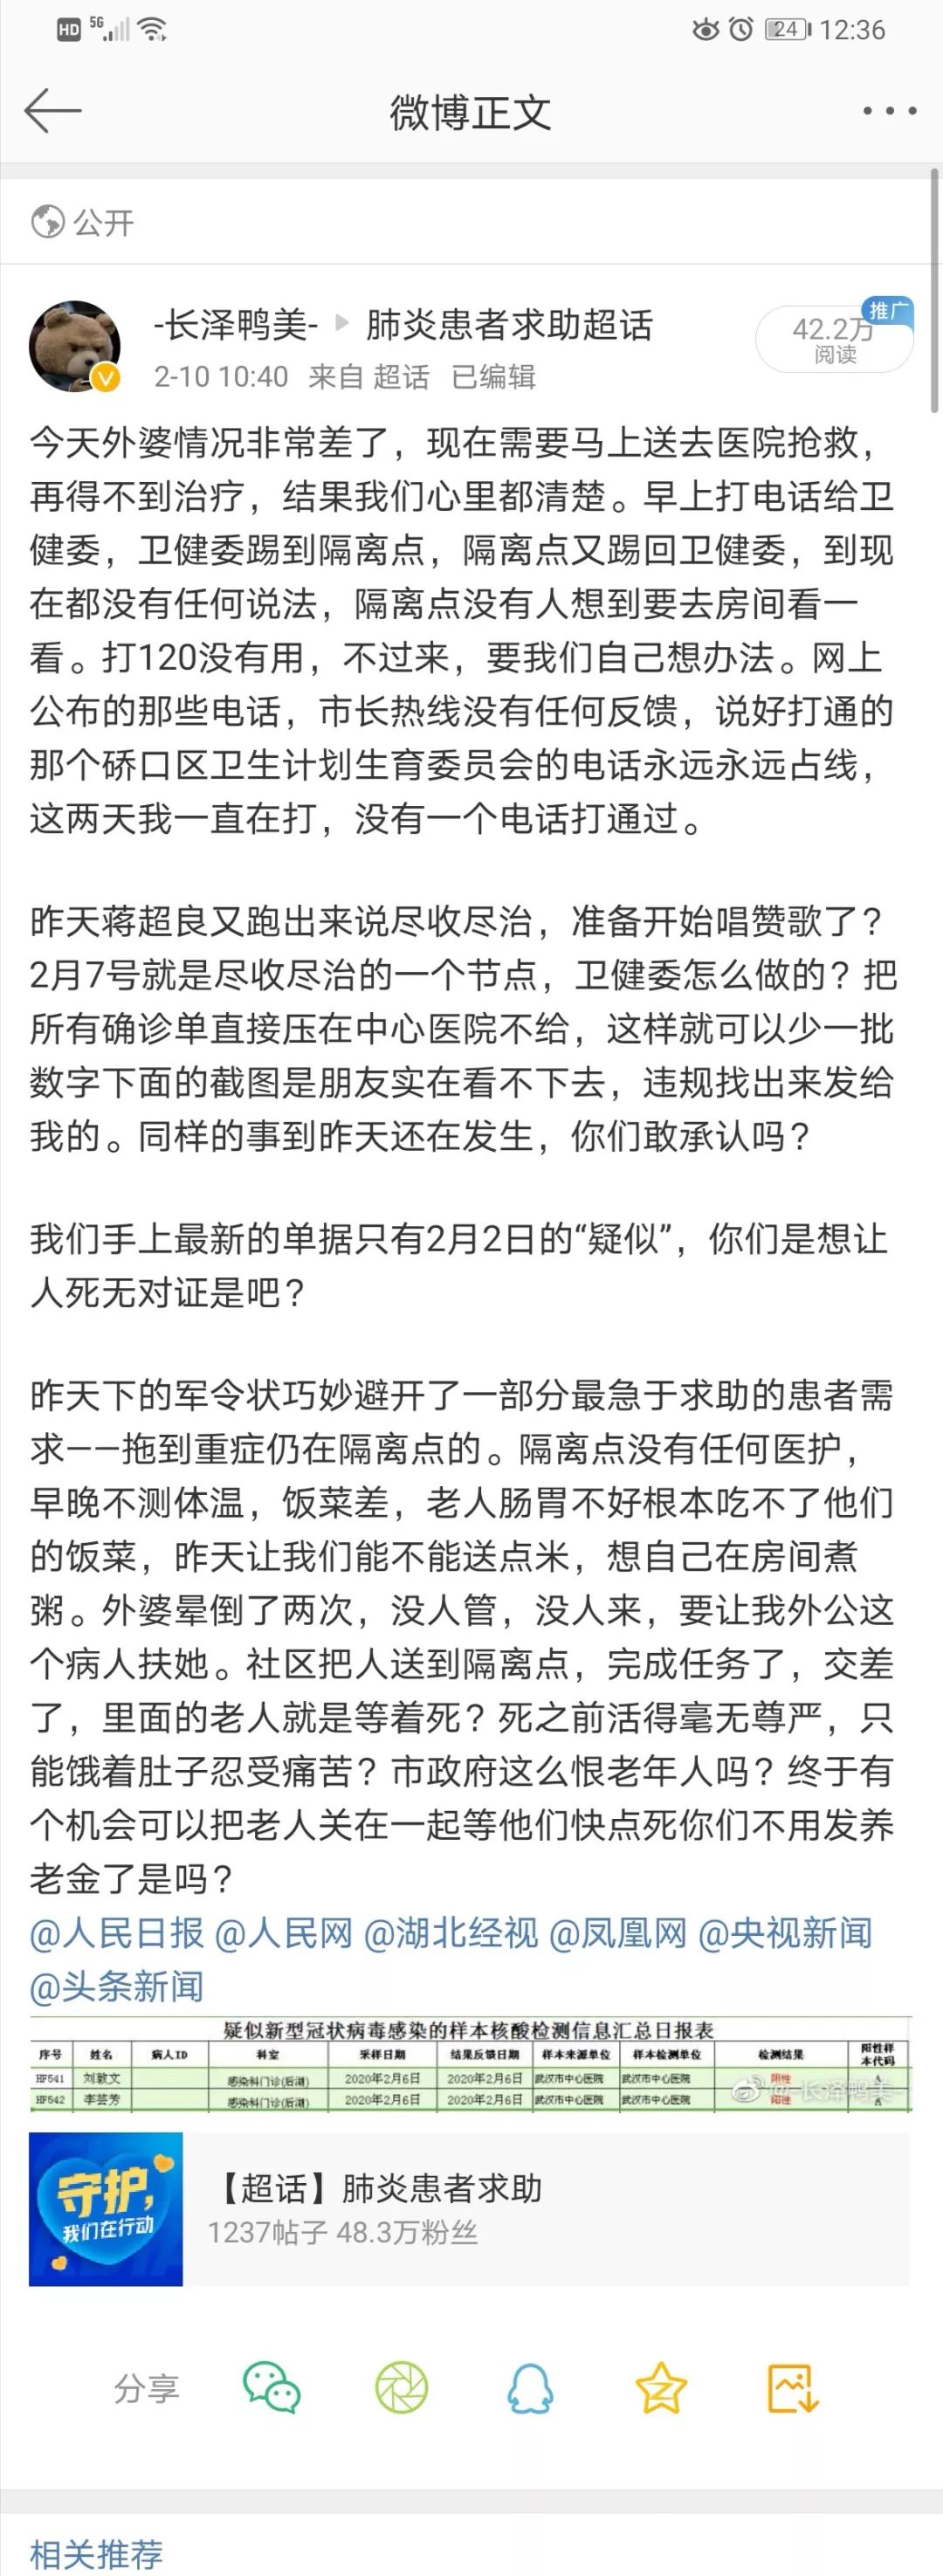 HD 5G 24 12:36
微博正文
公开
-长泽鸭美- 肺炎患者求助超话
42.2万 推广
阅读
2-10 10:40 来自 超话 已编辑
今天外婆情况非常差了，现在需要马上送去医院抢救，
再得不到治疗，结果我们心里都清楚。早上打电话给卫
健委，卫健委踢到隔离点，隔离点又踢回卫健委，到现
在都没有任何说法，隔离点没有人想到要去房间看一
看。打120没有用，不过来，要我们自己想办法。网上
公布的那些电话，市长热线没有任何反馈，说好打通的
那个硚口区卫生计划生育委员会的电话永远永远占线，
这两天我一直在打，没有一个电话打通过。
昨天蒋超良又跑出来说尽收尽治，准备开始唱赞歌了？
2月7号就是尽收尽治的一个节点，卫健委怎么做的？把
所有确诊单直接压在中心医院不给，这样就可以少一批
数字下面的截图是朋友实在看不下去，违规找出来发给
我的。同样的事到昨天还在发生，你们敢承认吗？
我们手上最新的单据只有2月2日的“疑似”，你们是想让
人死无对证是吧？
昨天下的军令状巧妙避开了一部分最急于求助的患者需
求——拖到重症仍在隔离点的。隔离点没有任何医护，
早晚不测体温，饭菜差，老人肠胃不好根本吃不了他们
的饭菜，昨天让我们能不能送点米，想自己在房间煮
粥。外婆晕倒了两次，没人管，没人来，要让我外公这
个病人扶她。社区把人送到隔离点，完成任务了，交差
了，里面的老人就是等着死？死之前活得毫无尊严，只
能饿着肚子忍受痛苦？市政府这么恨老年人吗？终于有
个机会可以把老人关在一起等他们快点死你们不用发养
老金了是吗？
@人民日报 @人民网 @湖北经视 @凤凰网 @央视新闻
@头条新闻
疑似新型冠状病毒感染的样本核酸检测信息汇总日报表
序号 姓名 病人ID 科室 采样日期 结果反馈日期 样本来源单位 样本检测单位 检测结果 阳性样本代码
HF541 刘敦文 感染科门诊(后湖) 2020年2月6日 2020年2月6日 武汉市中心医院 武汉市中心医院 阳性 A
HF542 李芸芳 感染科门诊(后湖) 2020年2月6日 2020年2月6日 武汉市中心医院 武汉市中心医院 阳性 A
@-长泽鸭美-
守护，
我们在行动
【超话】肺炎患者求助
1237帖子 48.3万粉丝
分享
相关推荐